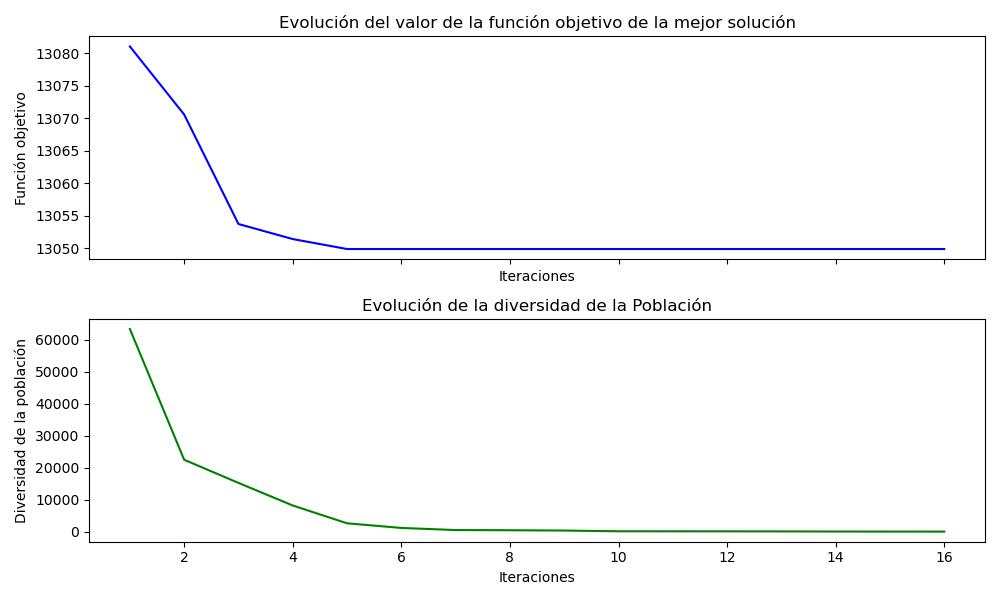 Evolución del valor de la función objetivo de la mejor solución
Función objetivo
13080
13075
13070
13065
13060
13055
13050
Iteraciones
Evolución de la diversidad de la Población
Diversidad de la población
60000
50000
40000
30000
20000
10000
0
2 4 6 8 10 12 14 16
Iteraciones